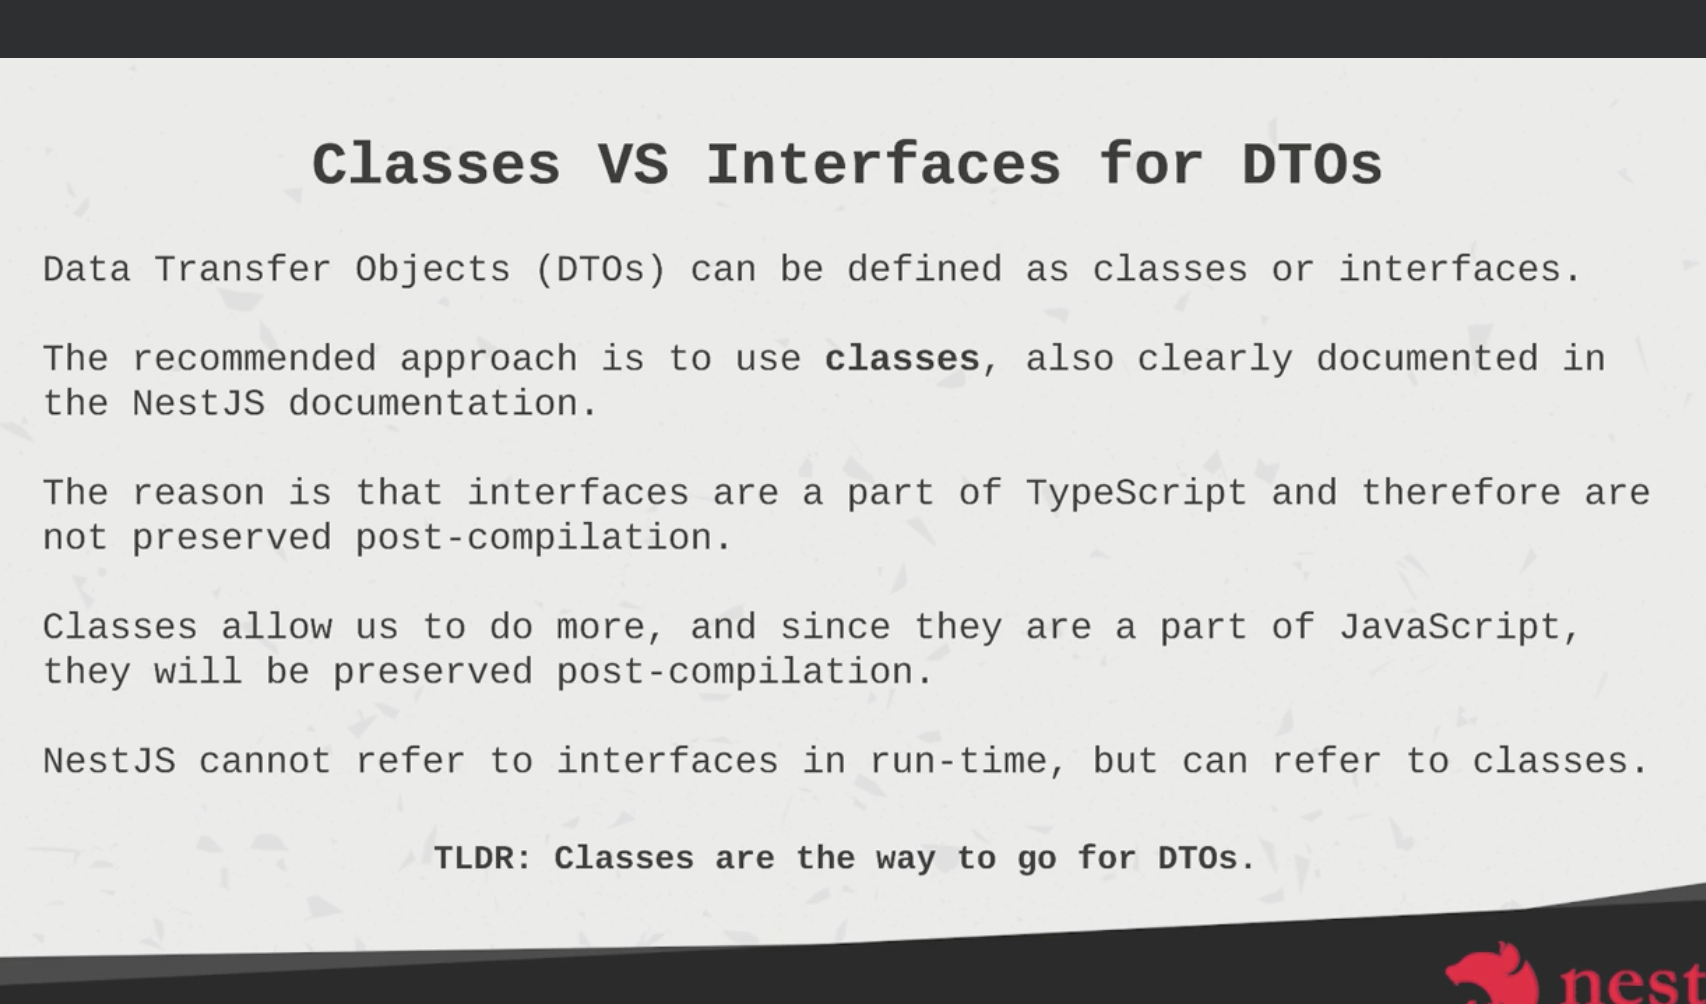 Classes VS Interfaces for DTOs
Data Transfer Objects (DTOs) can be defined as classes or interfaces.
The recommended approach is to use classes, also clearly documented in
the NestJS documentation.
The reason is that interfaces are a part of TypeScript and therefore are
not preserved post-compilation.
Classes allow us to do more, and since they are a part of JavaScript,
they will be preserved post-compilation.
NestJS cannot refer to interfaces in run-time, but can refer to classes.
TLDR: Classes are the way to go for DTOs.
nest